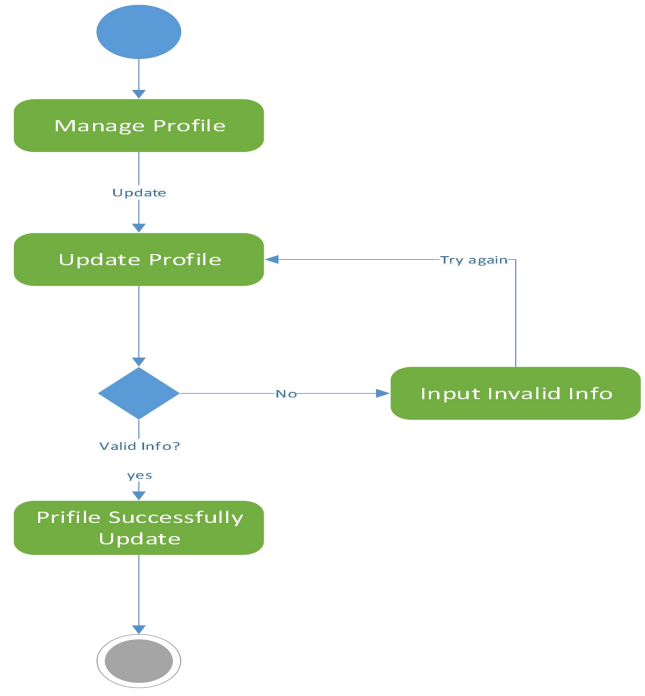 Manage Profile
Update
Update Profile
Try again
No
Input Invalid Info
Valid Info?
yes
Prifile Successfully
Update